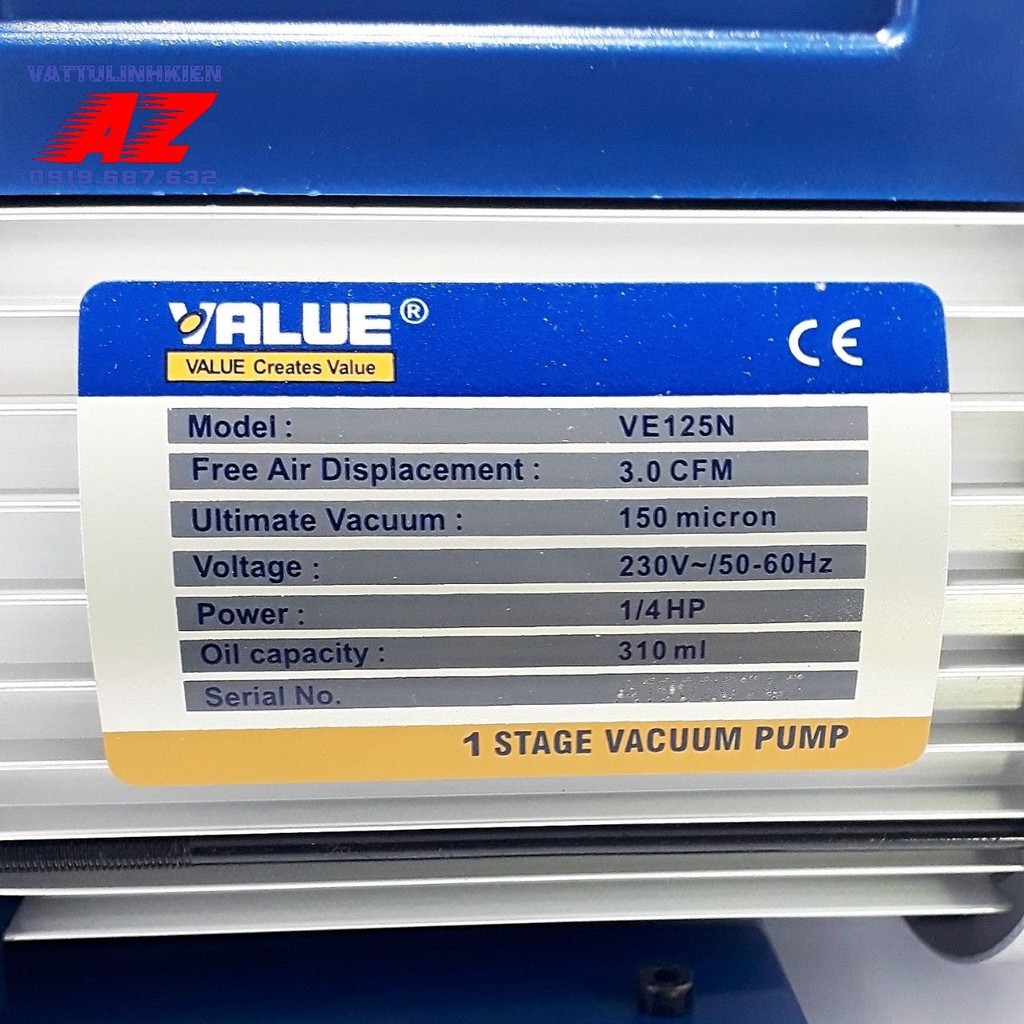 VATTULINHKIEN
AZ
0919.687.632
VALUE®
VALUE Creates Value
CE
Model : VE125N
Free Air Displacement : 3.0 CFM
Ultimate Vacuum : 150 micron
Voltage : 230V~/50-60Hz
Power : 1/4 HP
Oil capacity : 310 ml
Serial No.
1 STAGE VACUUM PUMP